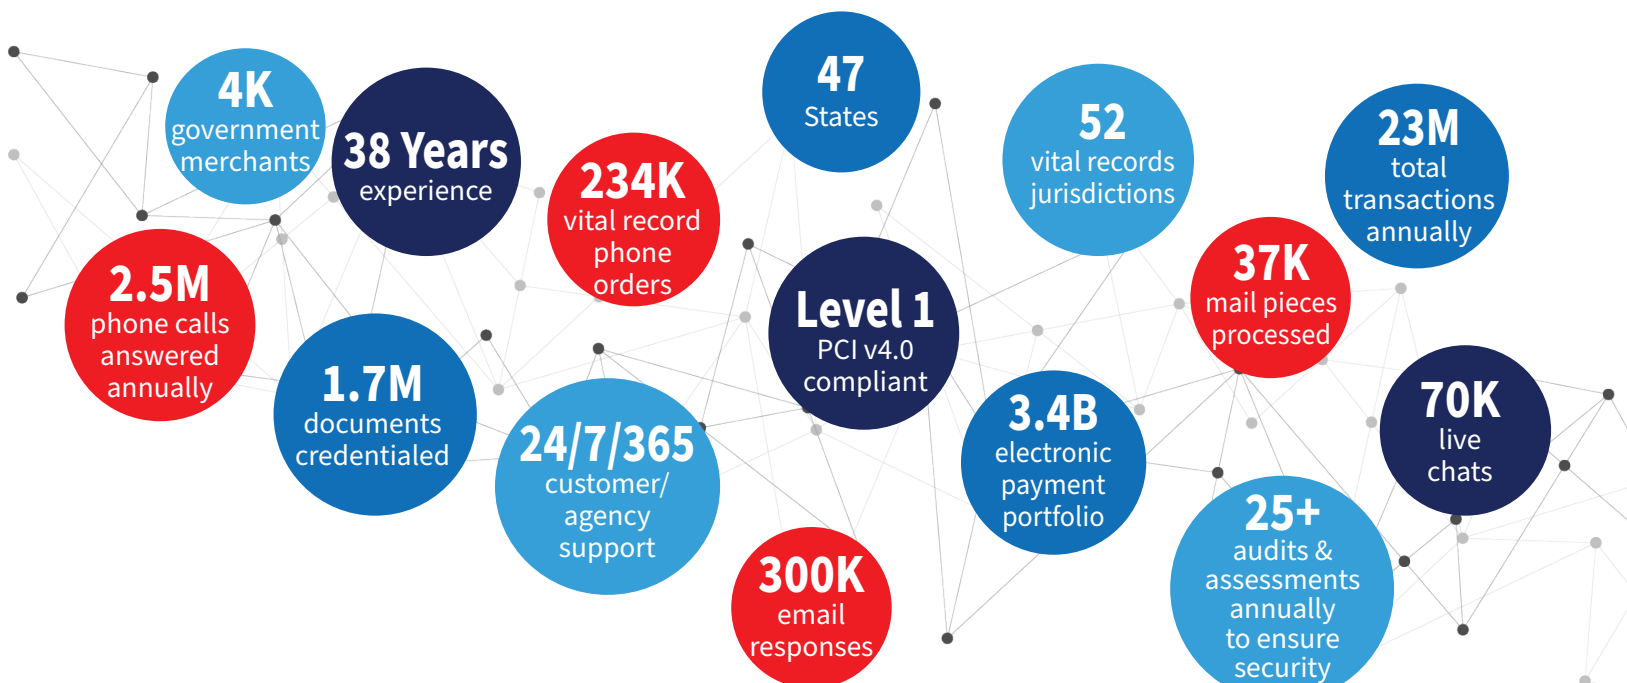 4K
government
merchants
38 Years
experience
234K
vital record
phone
orders
47
States
52
vital records
jurisdictions
23M
total
transactions
annually
2.5M
phone calls
answered
annually
1.7M
documents
credentialed
24/7/365
customer/
agency
support
Level 1
PCI v4.0
compliant
37K
mail pieces
processed
3.4B
electronic
payment
portfolio
70K
live
chats
300K
email
responses
25+
audits &
assessments
annually
to ensure
security